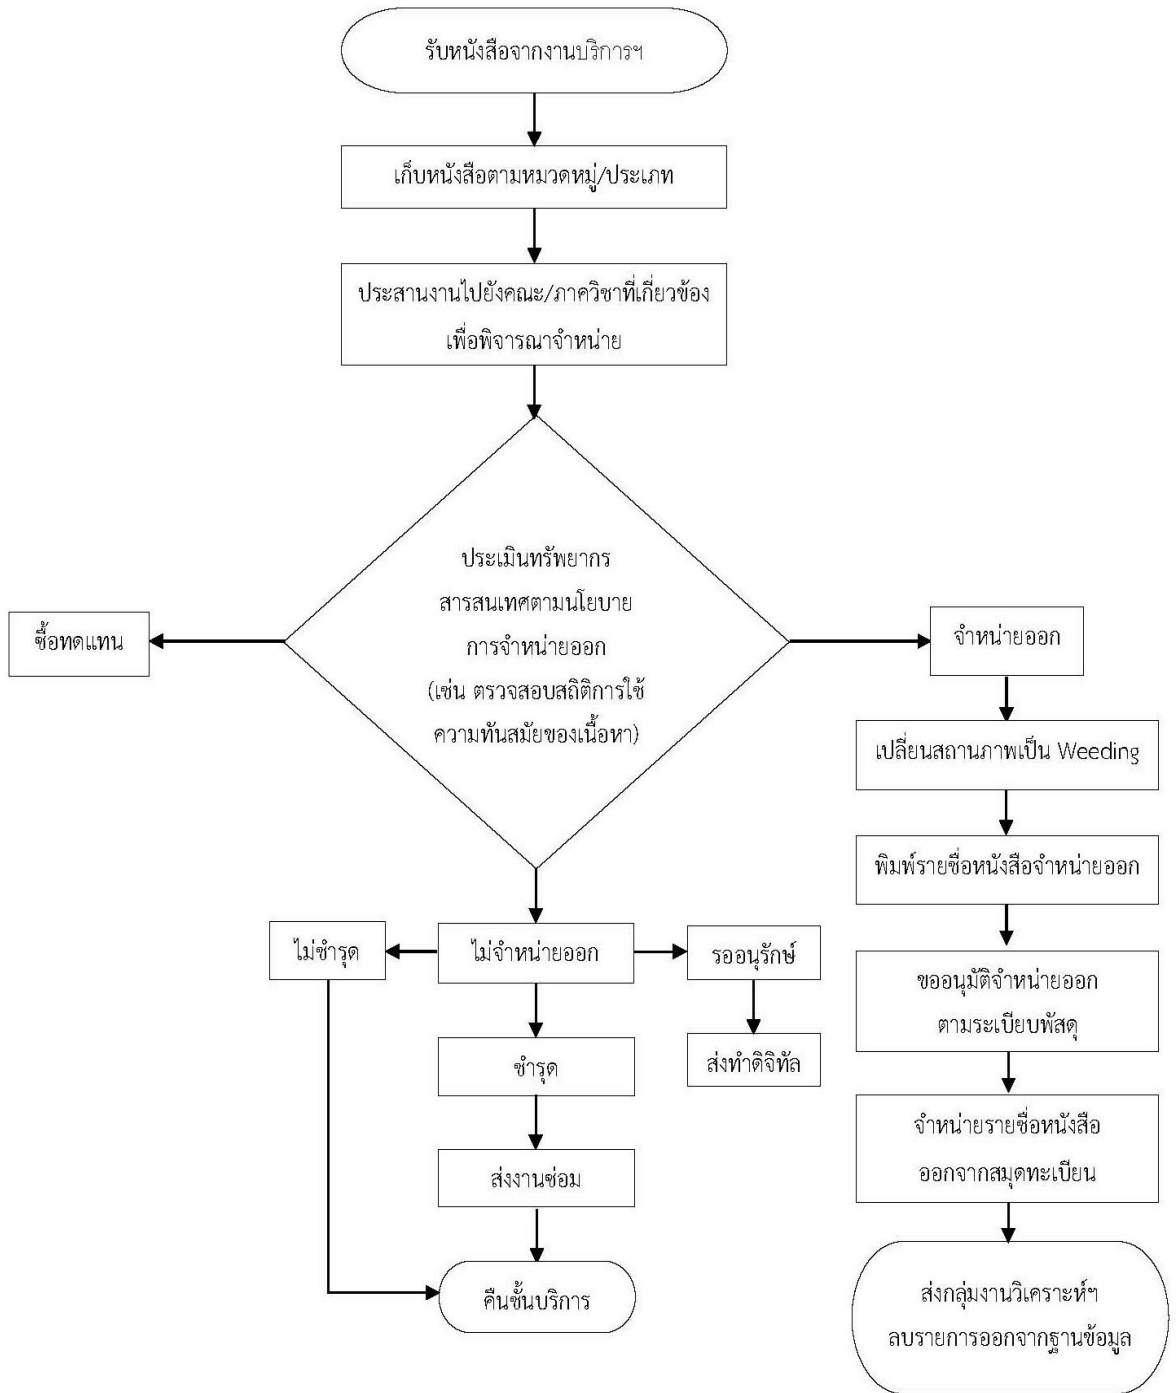 รับหนังสือจากงานบริการฯ
เก็บหนังสือตามหมวดหมู่/ประเภท
ประสานงานไปยังคณะ/ภาควิชาที่เกี่ยวข้อง
เพื่อพิจารณาจำหน่าย
ประเมินทรัพยากร
สารสนเทศตามนโยบาย
การจำหน่ายออก
(เช่น ตรวจสอบสถิติการใช้
ความทันสมัยของเนื้อหา)
ซื้อทดแทน
จำหน่ายออก
เปลี่ยนสถานภาพเป็น Weeding
พิมพ์รายชื่อหนังสือจำหน่ายออก
ขออนุมัติจำหน่ายออก
ตามระเบียบพัสดุ
จำหน่ายรายชื่อหนังสือ
ออกจากสมุดทะเบียน
ส่งกลุ่มงานวิเคราะห์ฯ
ลบรายการออกจากฐานข้อมูล
ไม่ชำรุด
ไม่จำหน่ายออก
รออนุรักษ์
ชำรุด
ส่งทำดิจิทัล
ส่งงานซ่อม
คืนชั้นบริการ